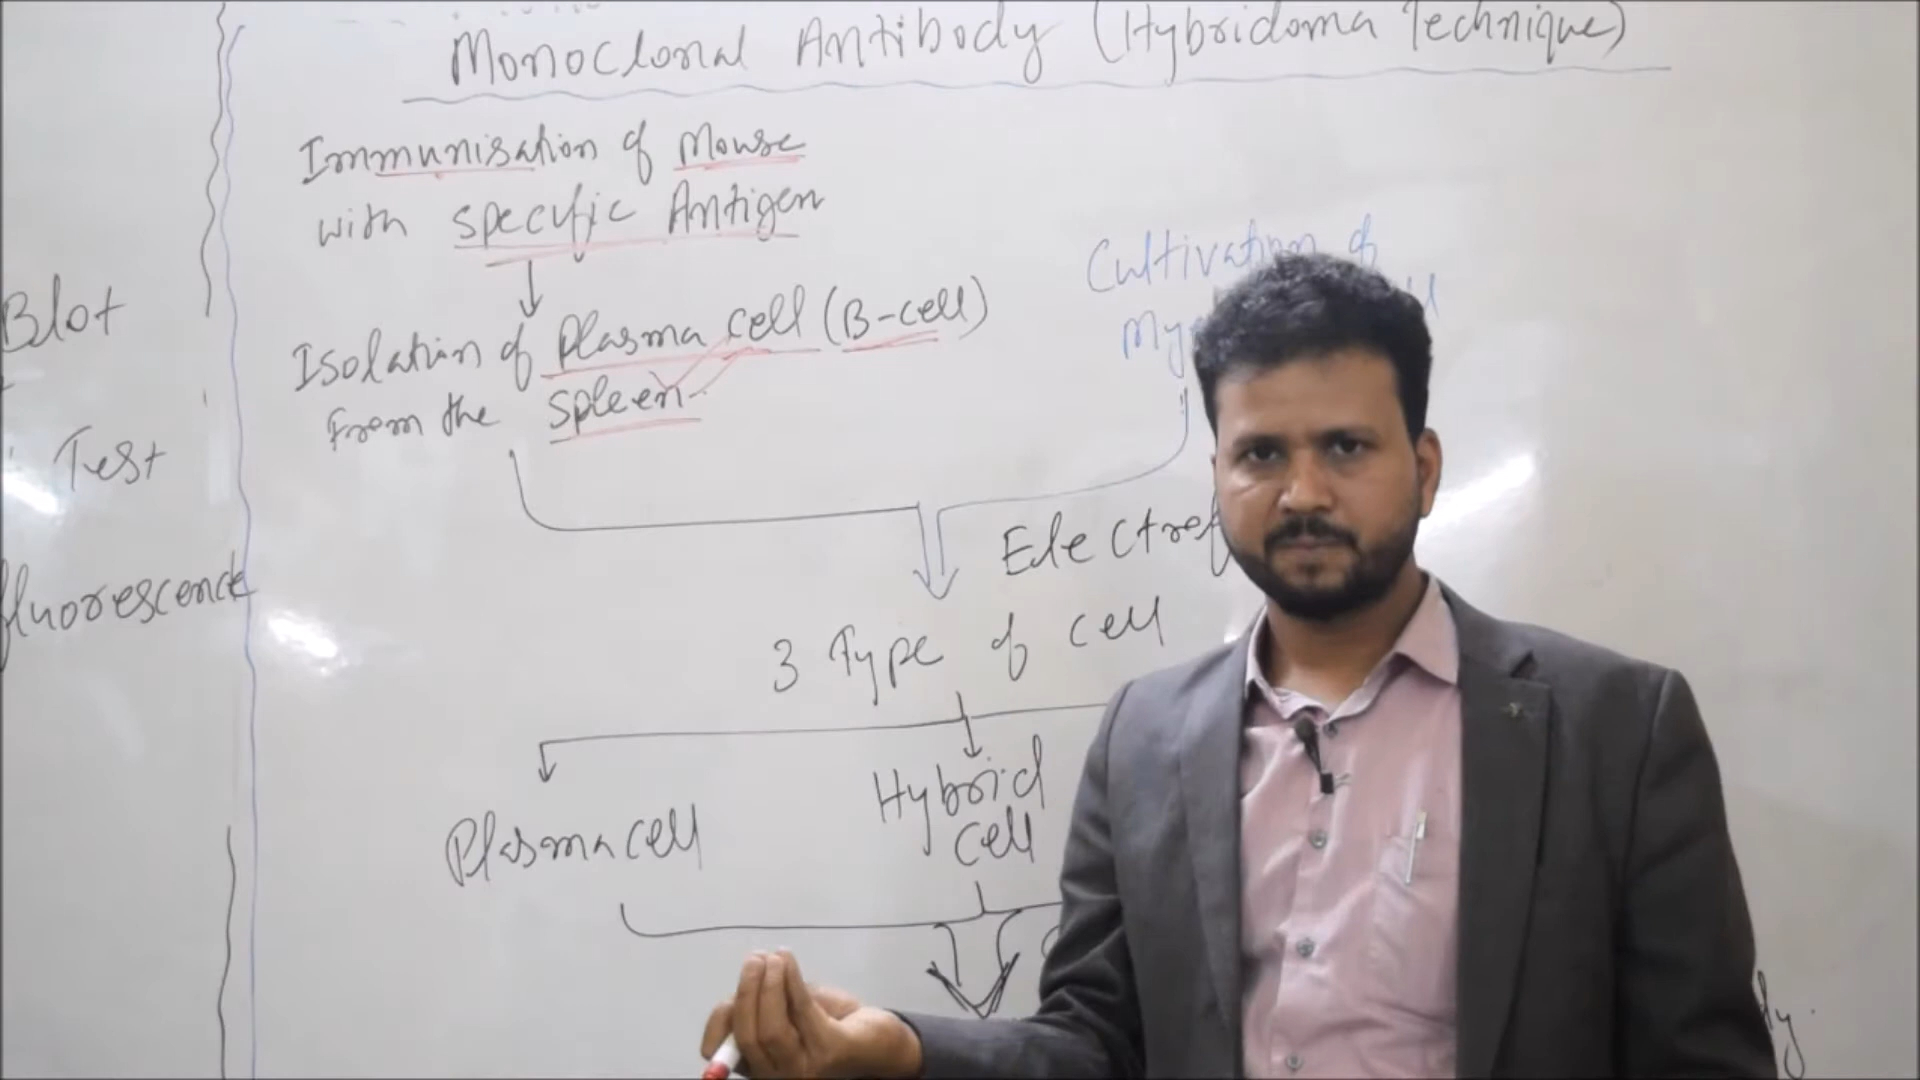 Monoclonal Antibody (Hybridoma Technique)
Immunisation of Mouse
with specific Antigen
Isolation of Plasma cell (B-cell)
From the spleen
Cultivation of
Blot
Test
fluorescence
3 Type of cell
Plasma cell
Hybrid
cell